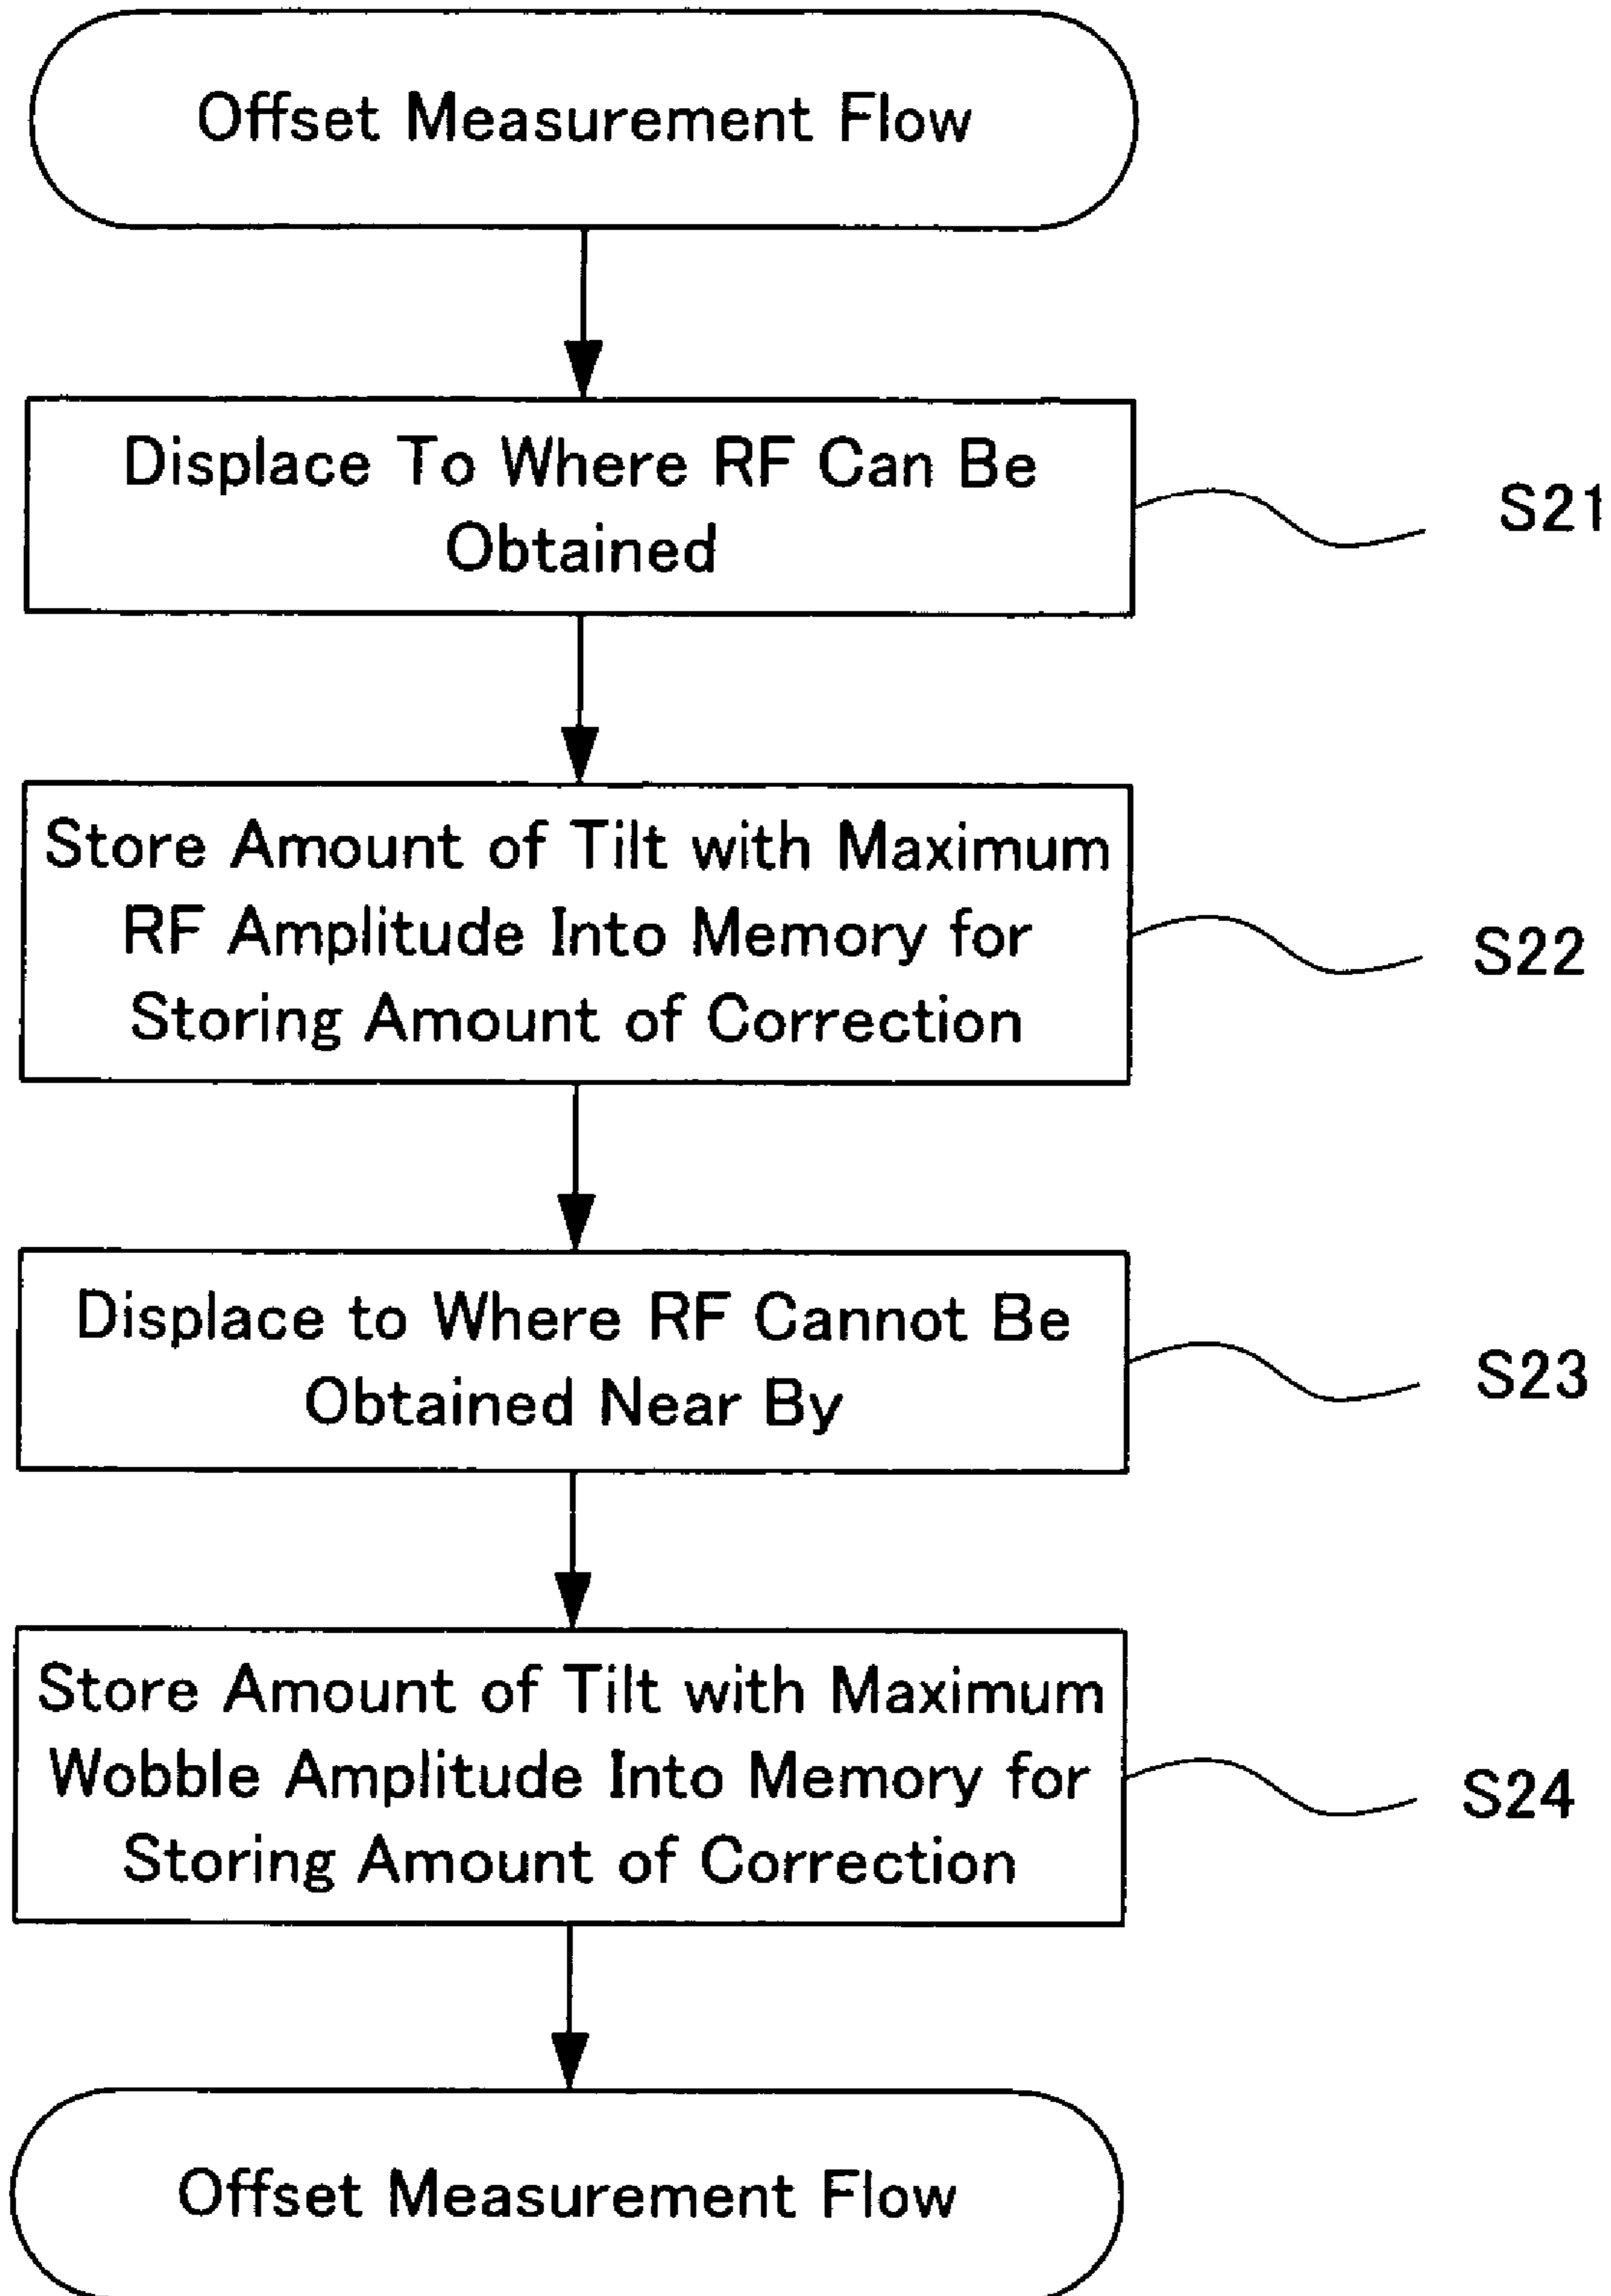 Offset Measurement Flow
Displace To Where RF Can Be
Obtained
S21
Store Amount of Tilt with Maximum
RF Amplitude Into Memory for
Storing Amount of Correction
S22
Displace to Where RF Cannot Be
Obtained Near By
S23
Store Amount of Tilt with Maximum
Wobble Amplitude Into Memory for
Storing Amount of Correction
S24
Offset Measurement Flow